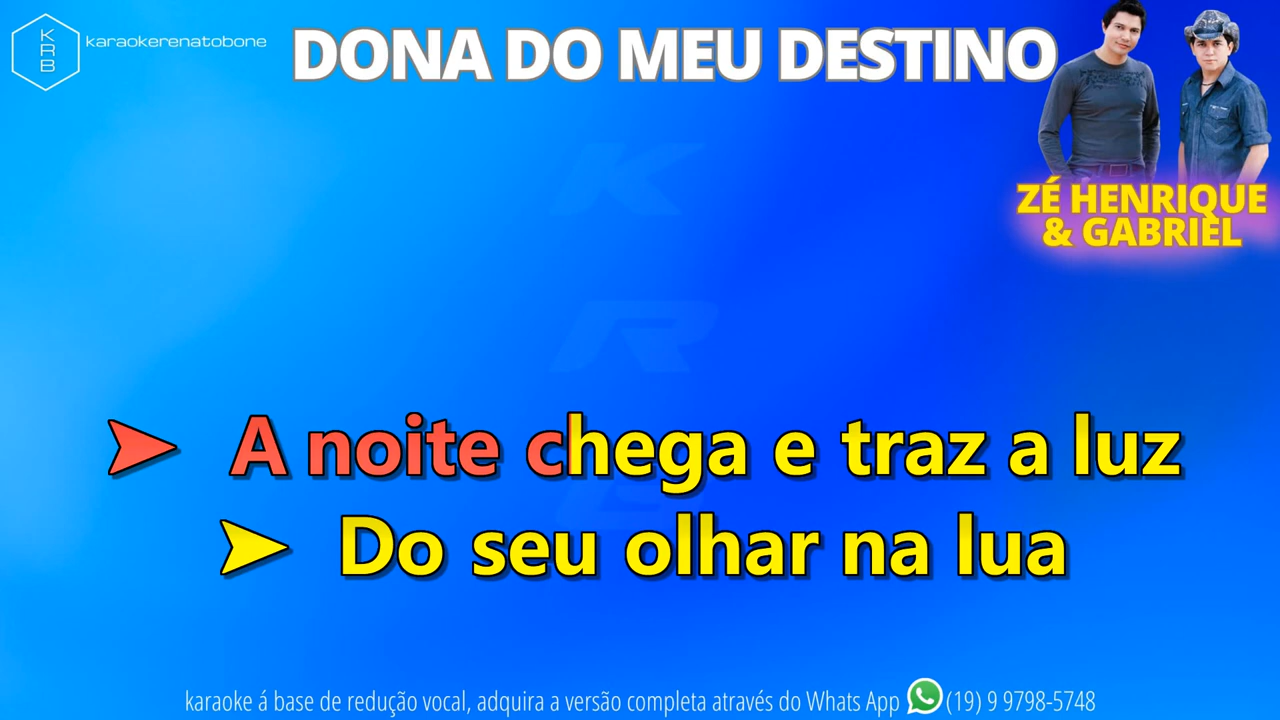 KRB
karaokerenatobone
DONA DO MEU DESTINO
ZÉ HENRIQUE
& GABRIEL
K
R
B
➤ A noite chega e traz a luz
➤ Do seu olhar na lua
karaoke á base de redução vocal, adquira a versão completa através do Whats App (19) 9 9798-5748